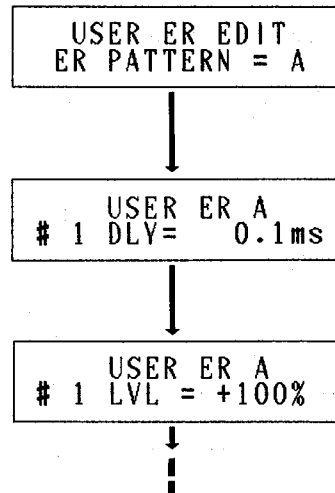 USER ER EDIT
ER PATTERN = A
USER ER A
# 1 DLY= 0.1ms
USER ER A
# 1 LVL = +100%